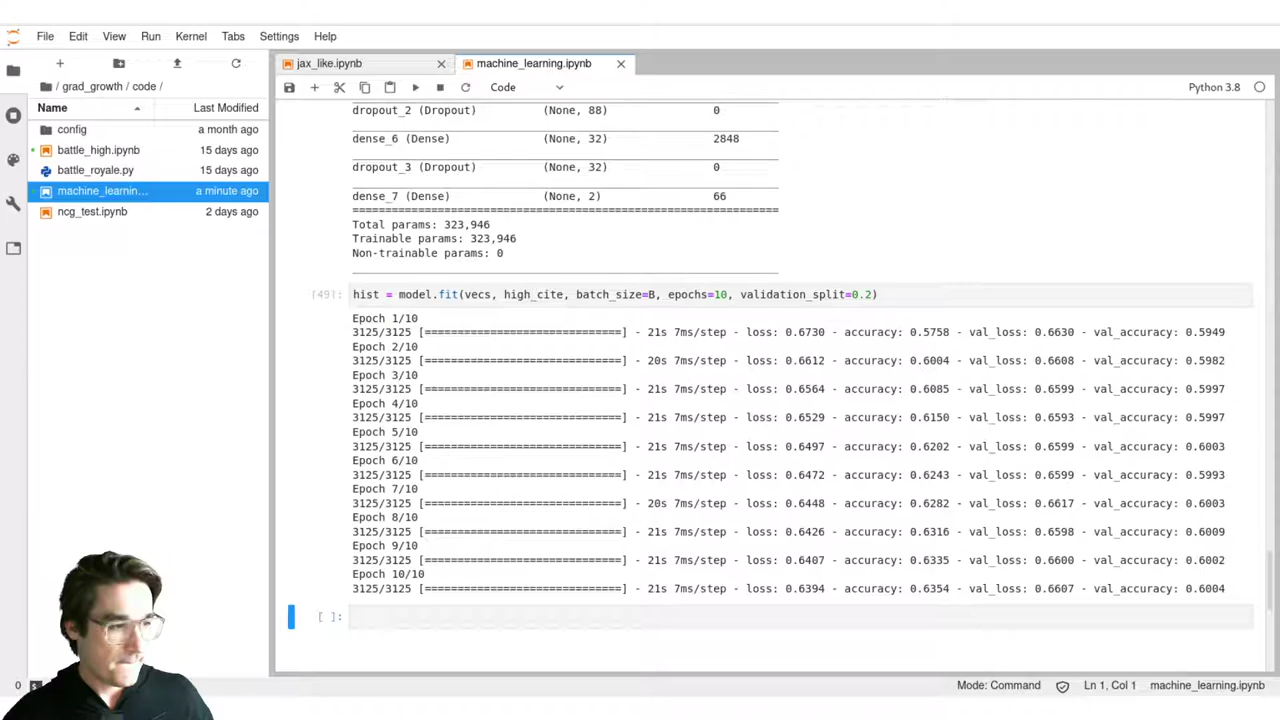 File Edit View Run Kernel Tabs Settings Help
jax_like.ipynb
machine_learning.ipynb
/ grad_growth / code /
Code
Python 3.8
Name Last Modified
config a month ago
battle_high.ipynb 15 days ago
battle_royale.py 15 days ago
machine_learnin... a minute ago
ncg_test.ipynb 2 days ago
dropout_2 (Dropout) (None, 88) 0
dense_6 (Dense) (None, 32) 2848
dropout_3 (Dropout) (None, 32) 0
dense_7 (Dense) (None, 2) 66
=================================================================
Total params: 323,946
Trainable params: 323,946
Non-trainable params: 0
[49]: hist = model.fit(vecs, high_cite, batch_size=B, epochs=10, validation_split=0.2)
Epoch 1/10
3125/3125 [==============================] - 21s 7ms/step - loss: 0.6730 - accuracy: 0.5758 - val_loss: 0.6630 - val_accuracy: 0.5949
Epoch 2/10
3125/3125 [==============================] - 20s 7ms/step - loss: 0.6612 - accuracy: 0.6004 - val_loss: 0.6608 - val_accuracy: 0.5982
Epoch 3/10
3125/3125 [==============================] - 21s 7ms/step - loss: 0.6564 - accuracy: 0.6085 - val_loss: 0.6599 - val_accuracy: 0.5997
Epoch 4/10
3125/3125 [==============================] - 21s 7ms/step - loss: 0.6529 - accuracy: 0.6150 - val_loss: 0.6593 - val_accuracy: 0.5997
Epoch 5/10
3125/3125 [==============================] - 21s 7ms/step - loss: 0.6497 - accuracy: 0.6202 - val_loss: 0.6599 - val_accuracy: 0.6003
Epoch 6/10
3125/3125 [==============================] - 21s 7ms/step - loss: 0.6472 - accuracy: 0.6243 - val_loss: 0.6599 - val_accuracy: 0.5993
Epoch 7/10
3125/3125 [==============================] - 20s 7ms/step - loss: 0.6448 - accuracy: 0.6282 - val_loss: 0.6617 - val_accuracy: 0.6003
Epoch 8/10
3125/3125 [==============================] - 21s 7ms/step - loss: 0.6426 - accuracy: 0.6316 - val_loss: 0.6598 - val_accuracy: 0.6009
Epoch 9/10
3125/3125 [==============================] - 21s 7ms/step - loss: 0.6407 - accuracy: 0.6335 - val_loss: 0.6600 - val_accuracy: 0.6002
Epoch 10/10
3125/3125 [==============================] - 21s 7ms/step - loss: 0.6394 - accuracy: 0.6354 - val_loss: 0.6607 - val_accuracy: 0.6004
[ ]:
0
Mode: Command Ln 1, Col 1 machine_learning.ipynb